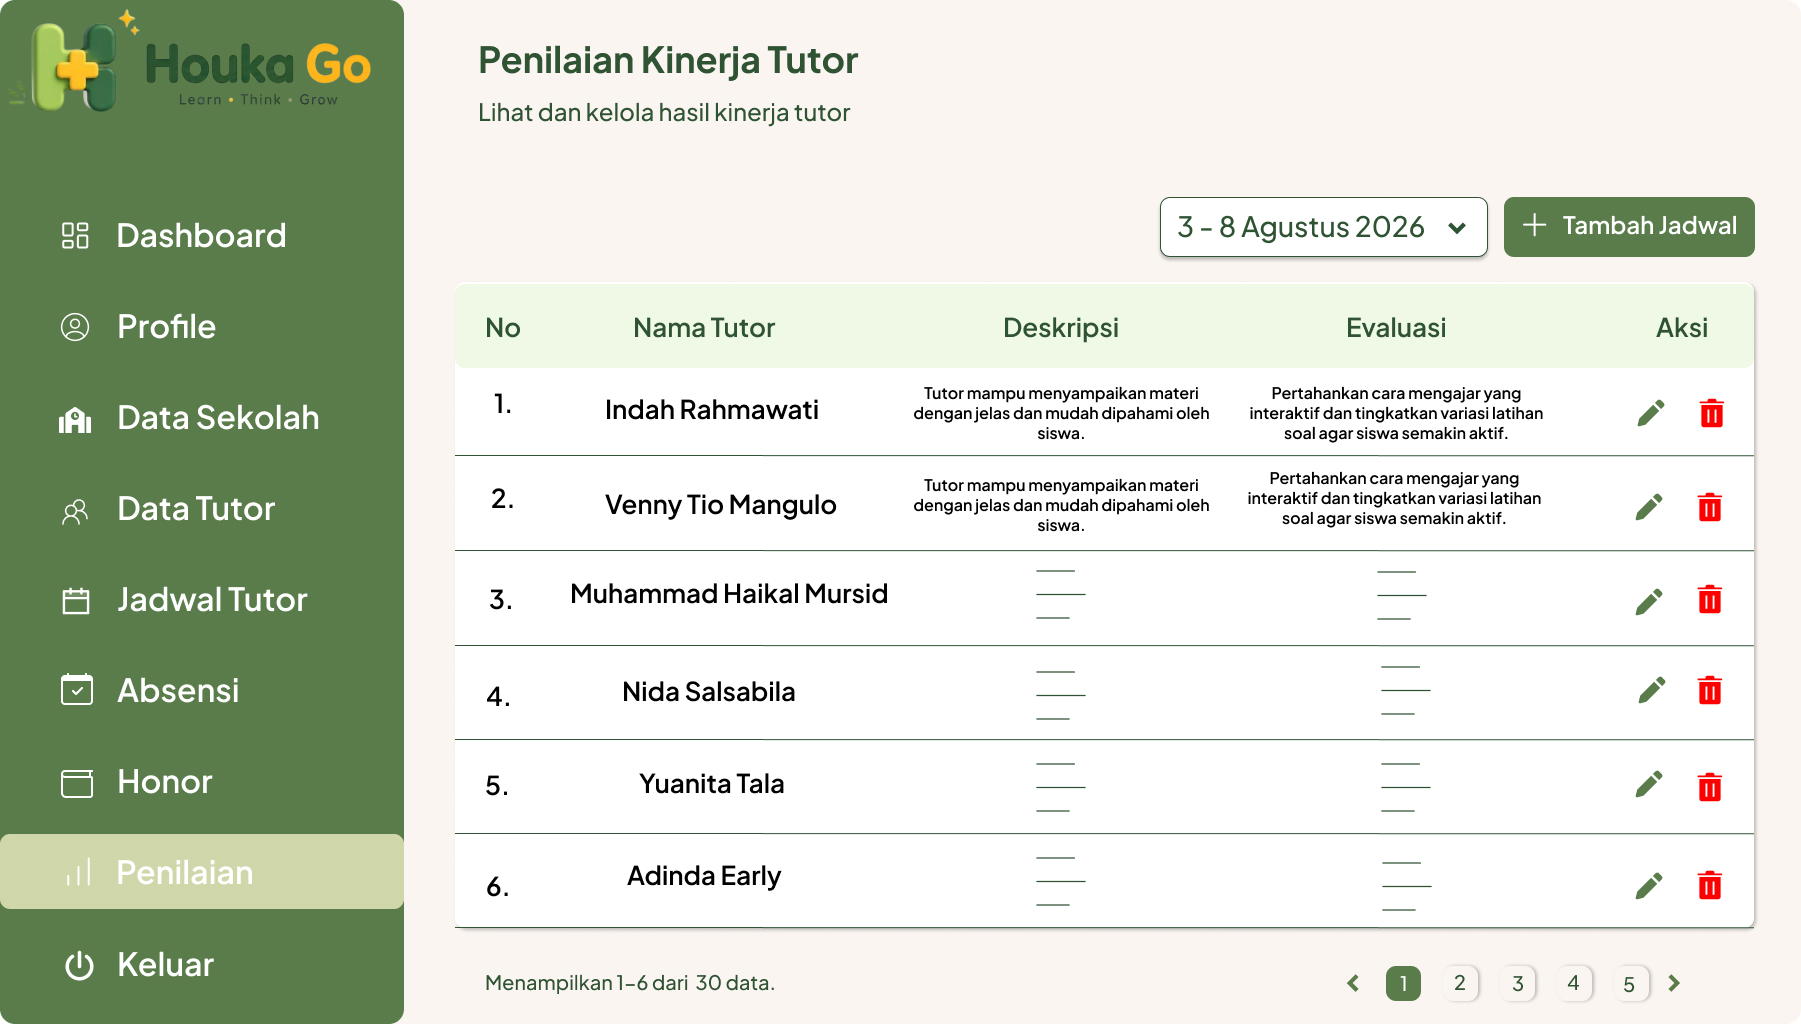 Houka Go
Learn • Think • Grow
Dashboard
Profile
Data Sekolah
Data Tutor
Jadwal Tutor
Absensi
Honor
Penilaian
Keluar
Penilaian Kinerja Tutor
Lihat dan kelola hasil kinerja tutor
3 - 8 Agustus 2026
Tambah Jadwal
No Nama Tutor Deskripsi Evaluasi Aksi
1. Indah Rahmawati
Tutor mampu menyampaikan materi
dengan jelas dan mudah dipahami oleh
siswa.
Pertahankan cara mengajar yang
interaktif dan tingkatkan variasi latihan
soal agar siswa semakin aktif.
2. Venny Tio Mangulo
Tutor mampu menyampaikan materi
dengan jelas dan mudah dipahami oleh
siswa.
Pertahankan cara mengajar yang
interaktif dan tingkatkan variasi latihan
soal agar siswa semakin aktif.
3. Muhammad Haikal Mursid
4. Nida Salsabila
5. Yuanita Tala
6. Adinda Early
Menampilkan 1-6 dari 30 data.
1 2 3 4 5